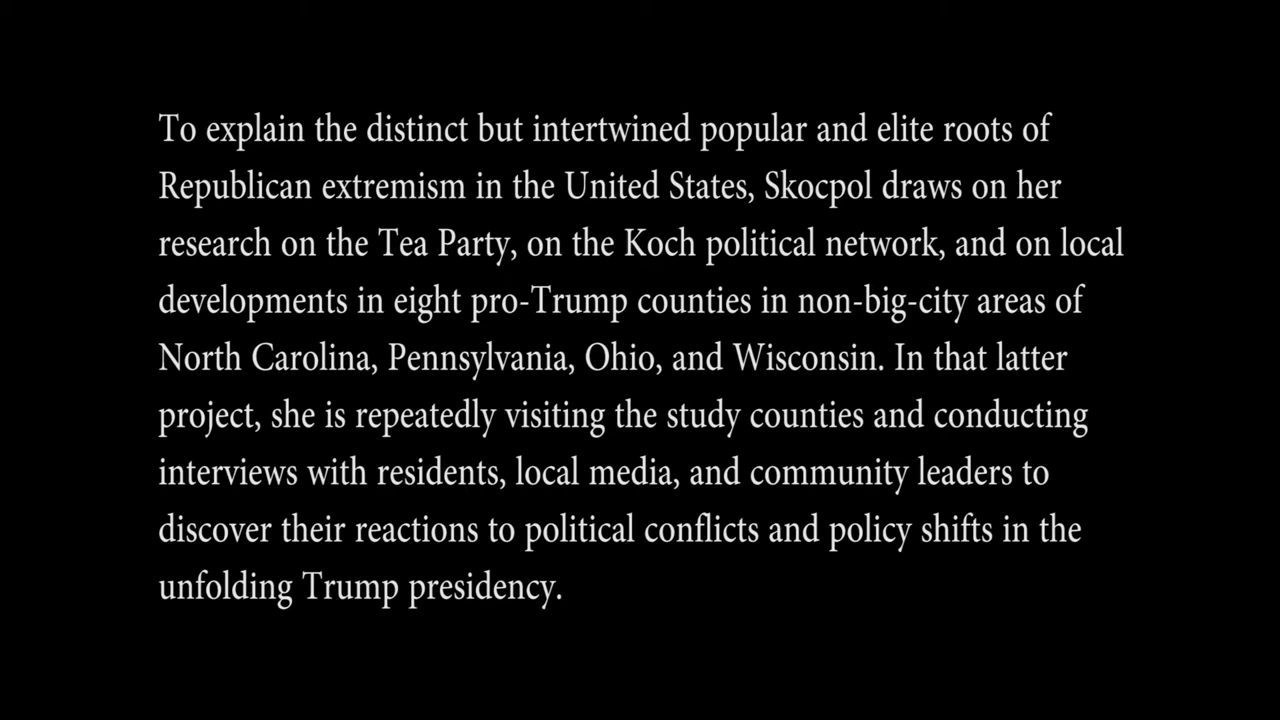 To explain the distinct but intertwined popular and elite roots of
Republican extremism in the United States, Skocpol draws on her
research on the Tea Party, on the Koch political network, and on local
developments in eight pro-Trump counties in non-big-city areas of
North Carolina, Pennsylvania, Ohio, and Wisconsin. In that latter
project, she is repeatedly visiting the study counties and conducting
interviews with residents, local media, and community leaders to
discover their reactions to political conflicts and policy shifts in the
unfolding Trump presidency.